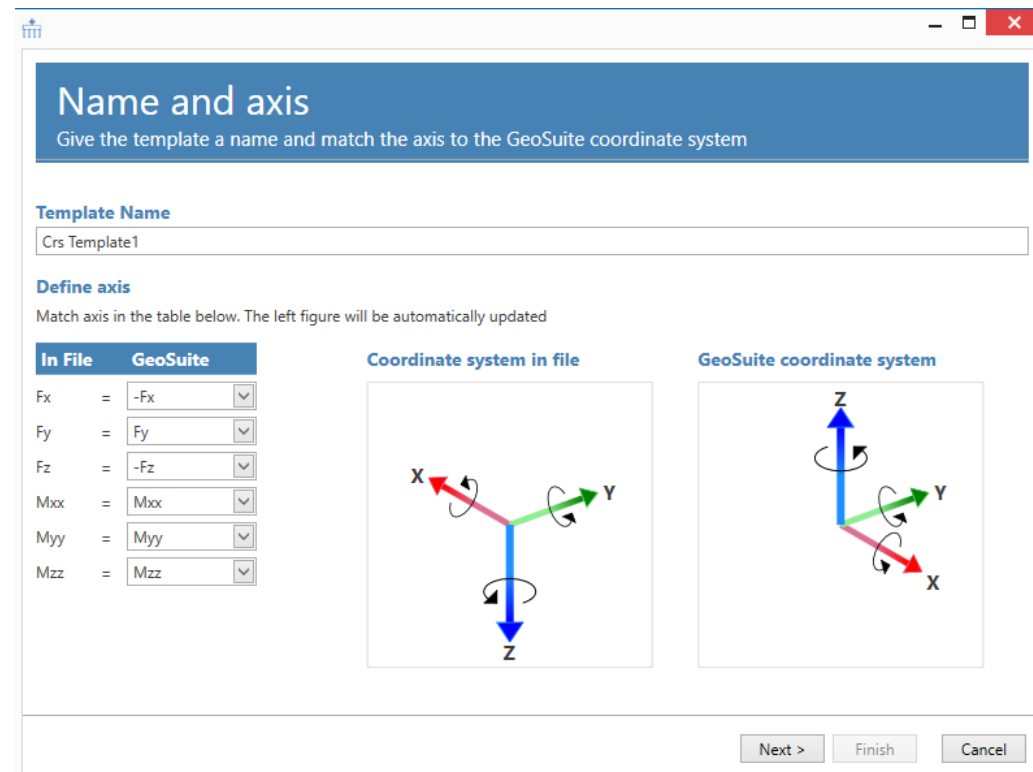 Name and axis
Give the template a name and match the axis to the GeoSuite coordinate system
Template Name
Crs Template1
Define axis
Match axis in the table below. The left figure will be automatically updated
In File GeoSuite
Fx = -Fx
Fy = Fy
Fz = -Fz
Mxx = Mxx
Myy = Myy
Mzz = Mzz
Coordinate system in file
X
Y
Z
GeoSuite coordinate system
Z
Y
X
Next >
Finish
Cancel